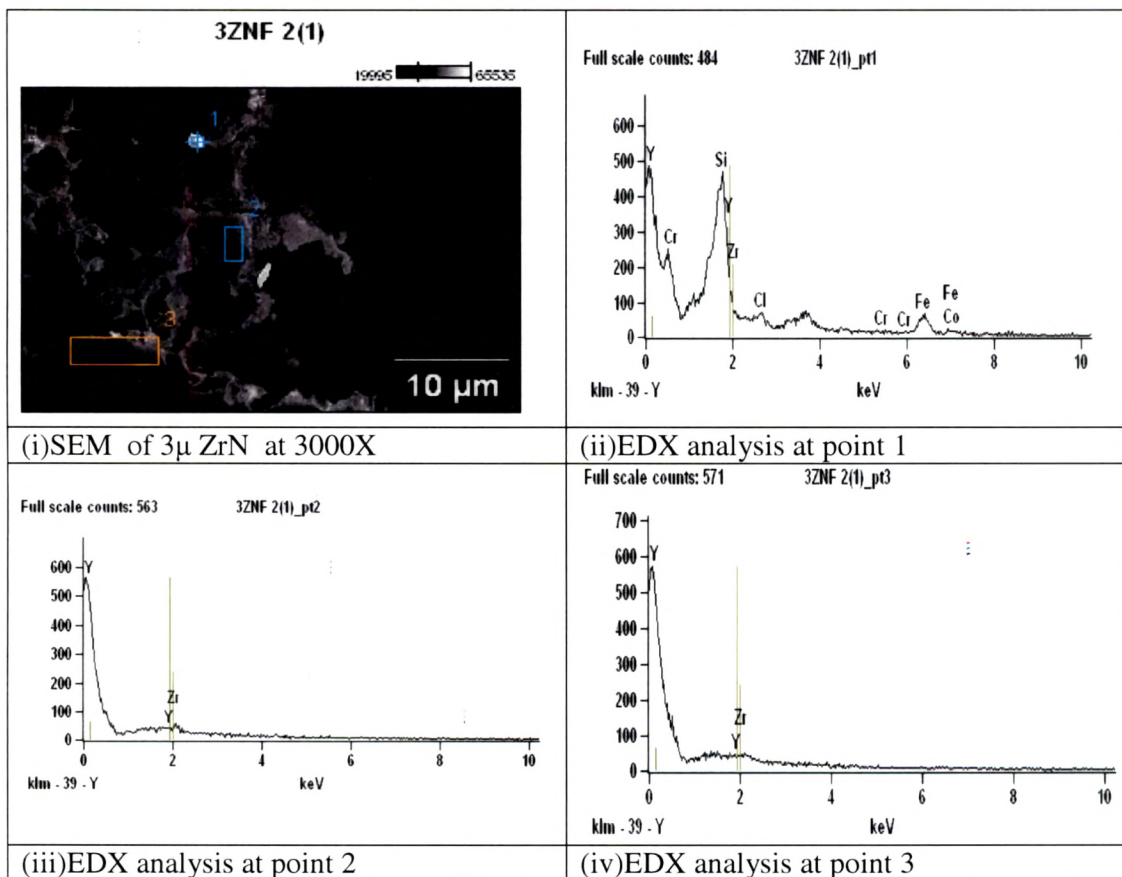 3ZNF 2(1)
19995 65535
1
2
3
10 µm
(i)SEM of 3µ ZrN at 3000X
Full scale counts: 484 3ZNF 2(1)_pt1
600
500
400
300
200
100
0
Y
Cr
Si
Y
Zr
Cl
Cr
Cr
Fe
Fe
Co
0 2 4 6 8 10
klm - 39 - Y keV
(ii)EDX analysis at point 1
Full scale counts: 563 3ZNF 2(1)_pt2
600
500
400
300
200
100
0
Y
Zr
Y
0 2 4 6 8 10
klm - 39 - Y keV
(iii)EDX analysis at point 2
Full scale counts: 571 3ZNF 2(1)_pt3
700
600
500
400
300
200
100
0
Y
Zr
Y
0 2 4 6 8 10
klm - 39 - Y keV
(iv)EDX analysis at point 3